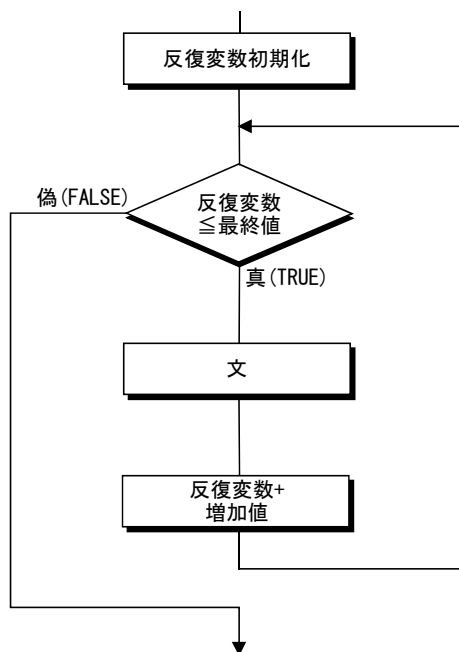 反復変数初期化
偽(FALSE)
反復変数
≦最終値
真(TRUE)
文
反復変数+
増加値